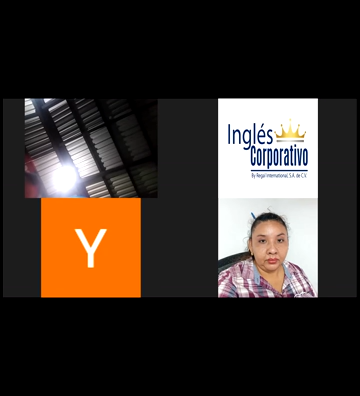 Inglés
Corporativo
By Regal International, S.A. de C.V.
Y